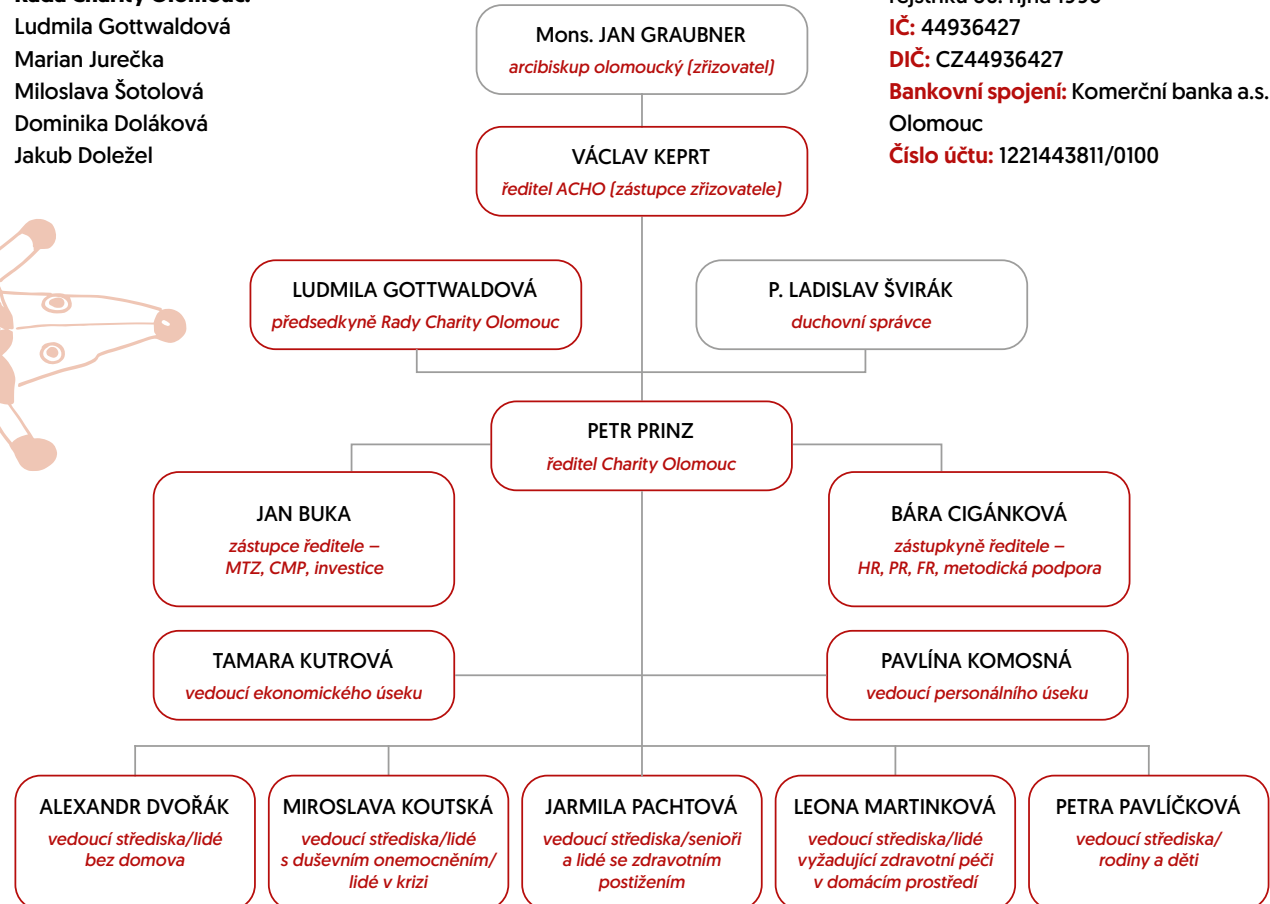 Rada Charity Olomouc:
Ludmila Gottwaldová
Marian Jurečka
Miloslava Šotolová
Dominika Doláková
Jakub Doležel
Mons. JAN GRAUBNER
arcibiskup olomoucký (zřizovatel)
IČ: 44936427
DIČ: CZ44936427
Bankovní spojení: Komerční banka a.s.
Olomouc
Číslo účtu: 1221443811/0100
VÁCLAV KEPRT
ředitel ACHO (zástupce zřizovatele)
LUDMILA GOTTWALDOVÁ
předsedkyně Rady Charity Olomouc
P. LADISLAV ŠVIRÁK
duchovní správce
PETR PRINZ
ředitel Charity Olomouc
JAN BUKA
zástupce ředitele –
MTZ, CMP, investice
BÁRA CIGÁNKOVÁ
zástupkyně ředitele –
HR, PR, FR, metodická podpora
TAMARA KUTROVÁ
vedoucí ekonomického úseku
PAVLÍNA KOMOSNÁ
vedoucí personálního úseku
ALEXANDR DVOŘÁK
vedoucí střediska/lidé
bez domova
MIROSLAVA KOUTSKÁ
vedoucí střediska/lidé
s duševním onemocněním/
lidé v krizi
JARMILA PACHTOVÁ
vedoucí střediska/senioři
a lidé se zdravotním
postižením
LEONA MARTINKOVÁ
vedoucí střediska/lidé
vyžadující zdravotní péči
v domácím prostředí
PETRA PAVLÍČKOVÁ
vedoucí střediska/
rodiny a děti